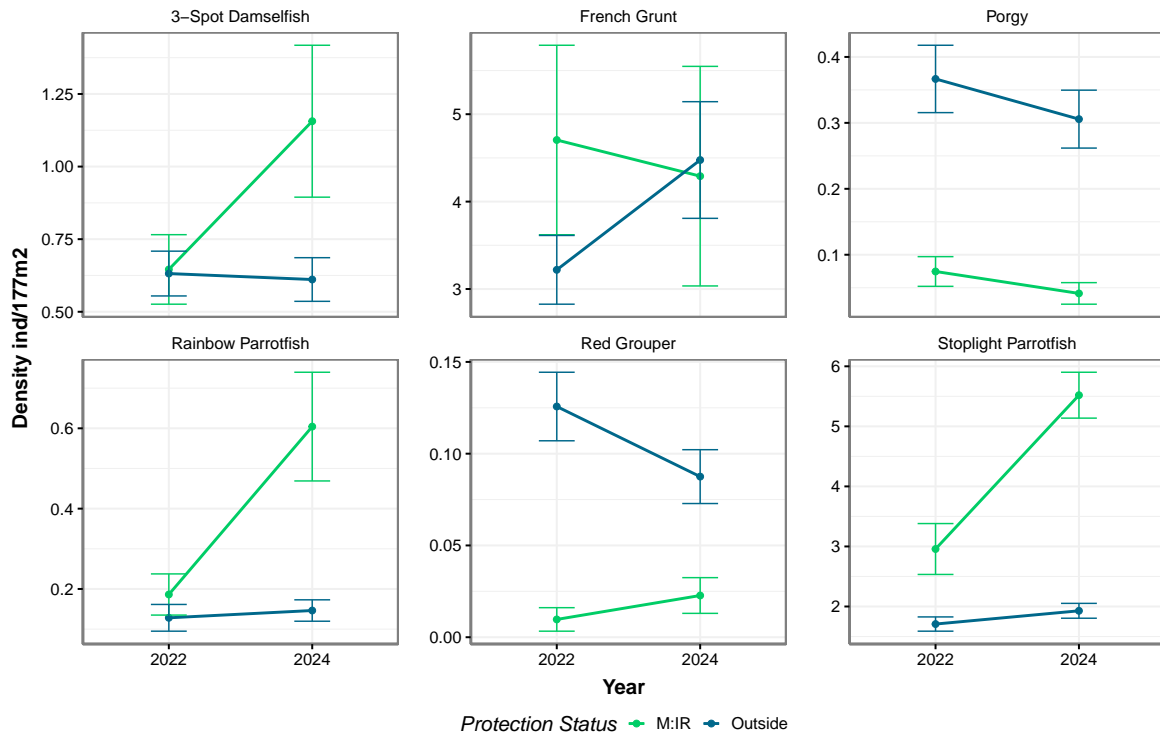 3−Spot Damselfish
French Grunt
Porgy
1.25
1.00
0.75
0.50
5
4
3
0.4
0.3
0.2
0.1
Rainbow Parrotfish
Red Grouper
Stoplight Parrotfish
0.6
0.4
0.2
0.15
0.10
0.05
0.00
6
5
4
3
2
2022 2024
2022 2024
2022 2024
Density ind/177m2
Year
Protection Status M:IR Outside